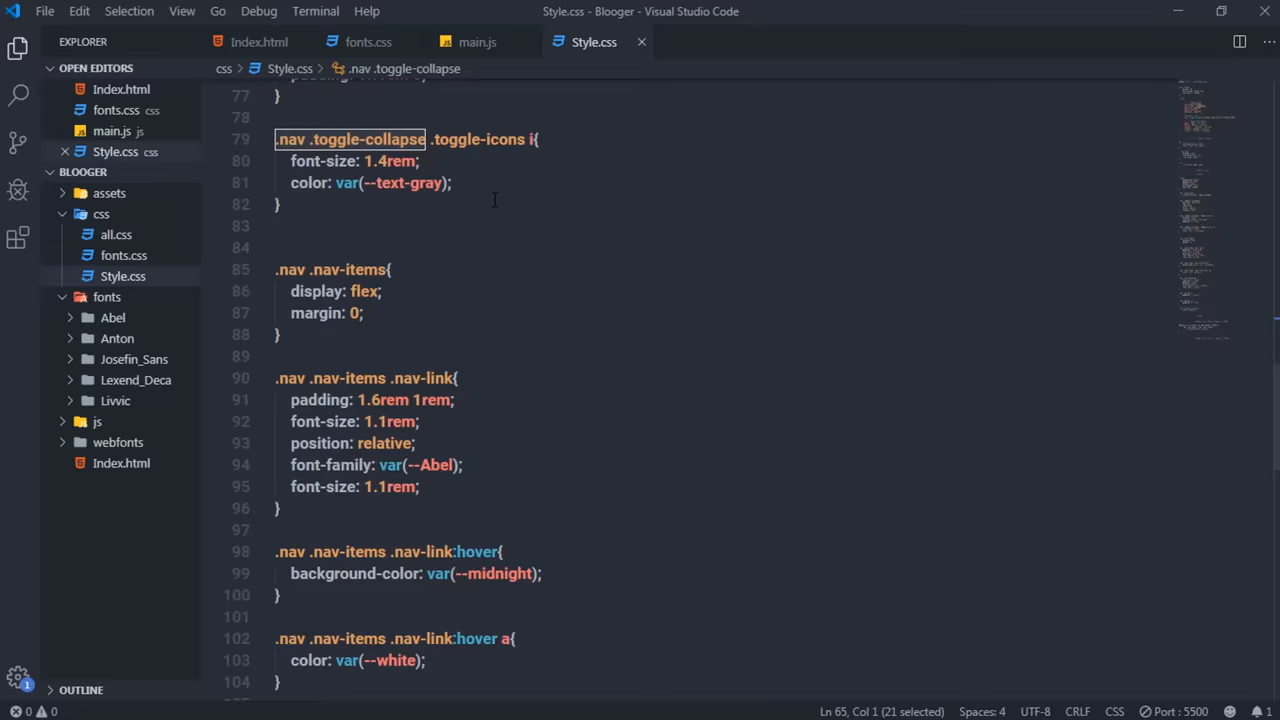 File Edit Selection View Go Debug Terminal Help Style.css - Blooger - Visual Studio Code
EXPLORER Index.html fonts.css main.js Style.css
OPEN EDITORS css Style.css .nav .toggle-collapse
Index.html
fonts.css css
main.js js
Style.css css
BLOOGER
assets
css
all.css
fonts.css
Style.css
fonts
Abel
Anton
Josefin_Sans
Lexend_Deca
Livvic
js
webfonts
Index.html
OUTLINE
77 }
78
79 .nav .toggle-collapse .toggle-icons i{
80 font-size: 1.4rem;
81 color: var(--text-gray);
82 }
83
84
85 .nav .nav-items{
86 display: flex;
87 margin: 0;
88 }
89
90 .nav .nav-items .nav-link{
91 padding: 1.6rem 1rem;
92 font-size: 1.1rem;
93 position: relative;
94 font-family: var(--Abel);
95 font-size: 1.1rem;
96 }
97
98 .nav .nav-items .nav-link:hover{
99 background-color: var(--midnight);
100 }
101
102 .nav .nav-items .nav-link:hover a{
103 color: var(--white);
104 }
1
0 0 Ln 65, Col 1 (21 selected) Spaces: 4 UTF-8 CRLF CSS Port : 5500 1